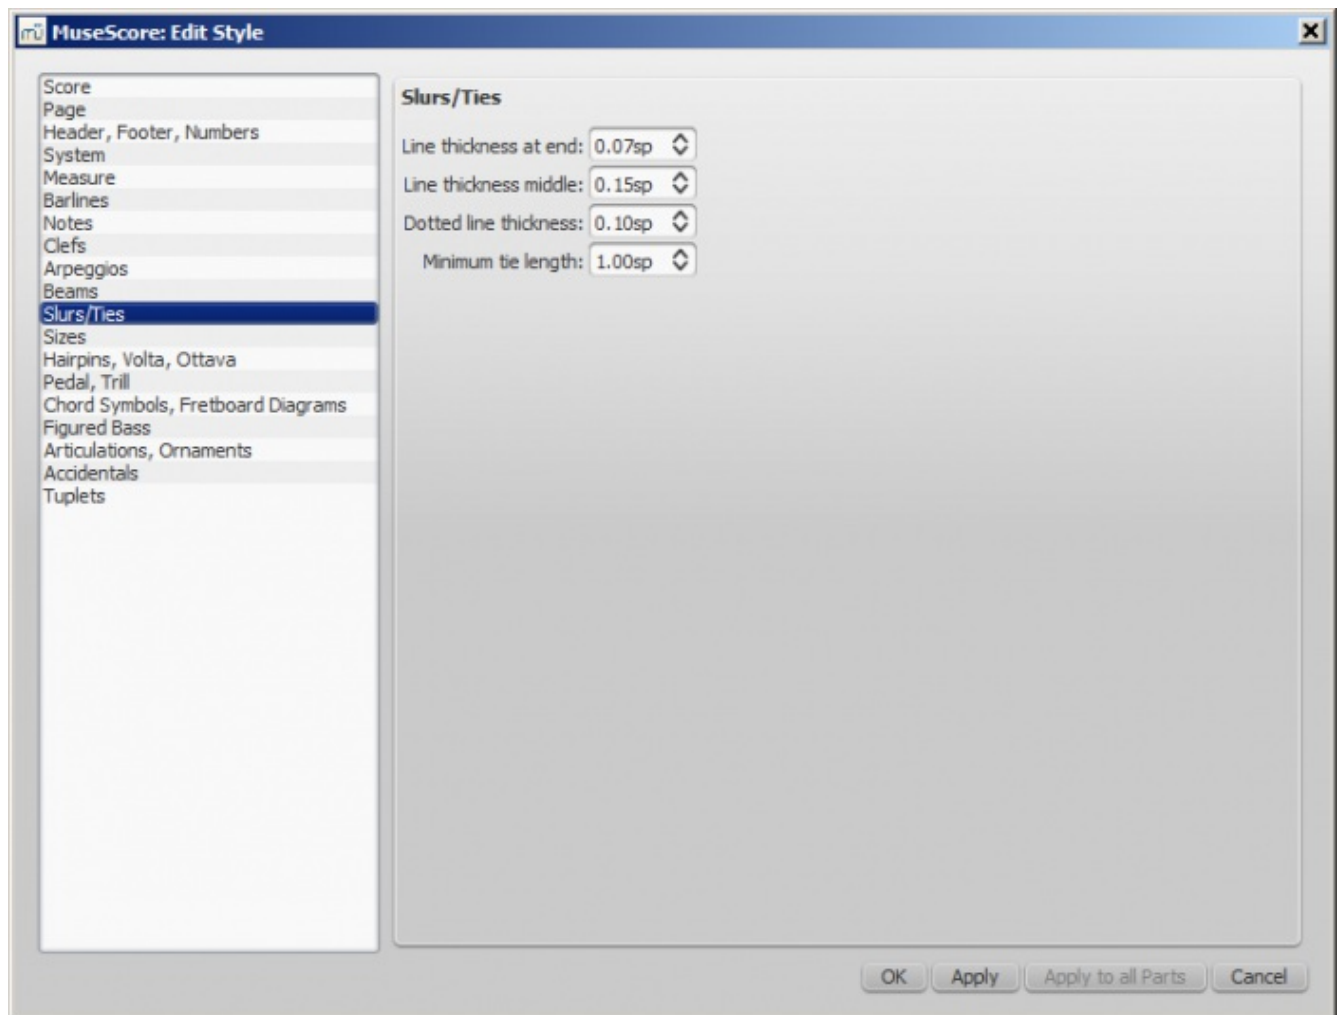 MuseScore: Edit Style
Score
Page
Header, Footer, Numbers
System
Measure
Barlines
Notes
Clefs
Arpeggios
Beams
Slurs/Ties
Sizes
Hairpins, Volta, Ottava
Pedal, Trill
Chord Symbols, Fretboard Diagrams
Figured Bass
Articulations, Ornaments
Accidentals
Tuplets
Slurs/Ties
Line thickness at end: 0.07sp
Line thickness middle: 0.15sp
Dotted line thickness: 0.10sp
Minimum tie length: 1.00sp
OK Apply Apply to all Parts Cancel